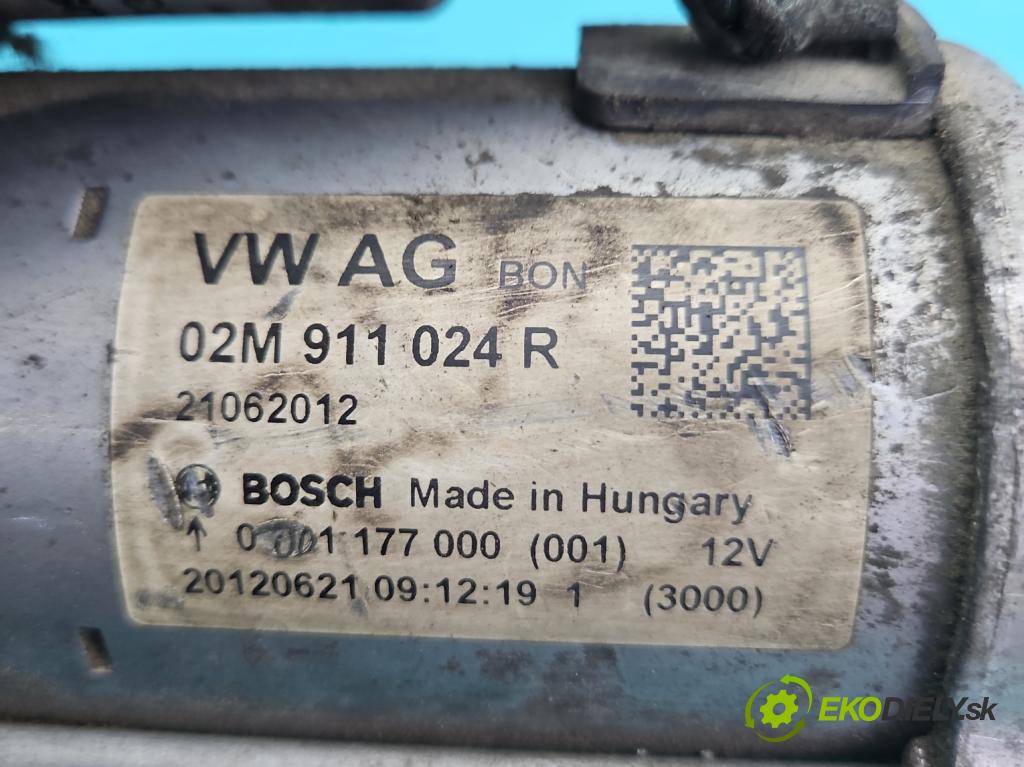 VW AG BON
02M 911 024 R
21062012
BOSCH Made in Hungary
0 001 177 000 (001) 12V
20120621 09:12:19 1 (3000)
EKODIELY.sk